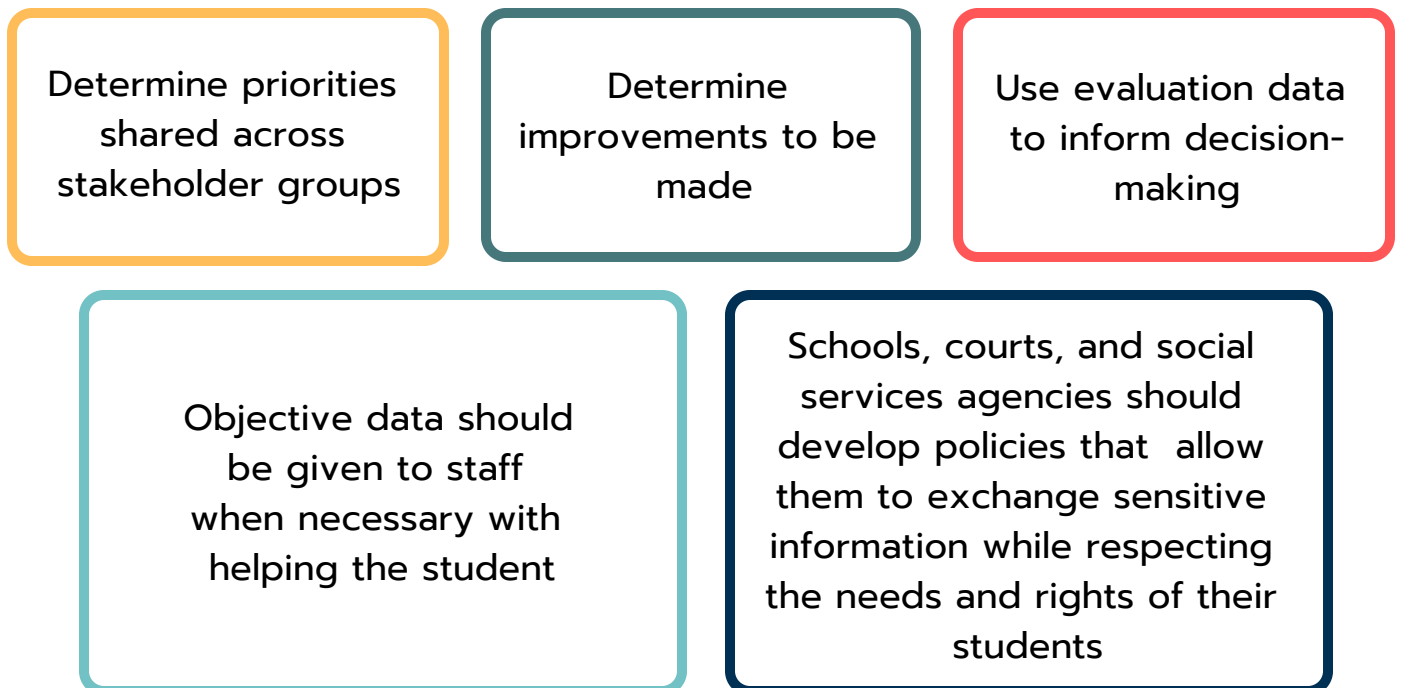 Determine priorities
shared across
stakeholder groups
Determine
improvements to be
made
Use evaluation data
to inform decision-
making
Objective data should
be given to staff
when necessary with
helping the student
Schools, courts, and social
services agencies should
develop policies that  allow
them to exchange sensitive
information while respecting
the needs and rights of their
students